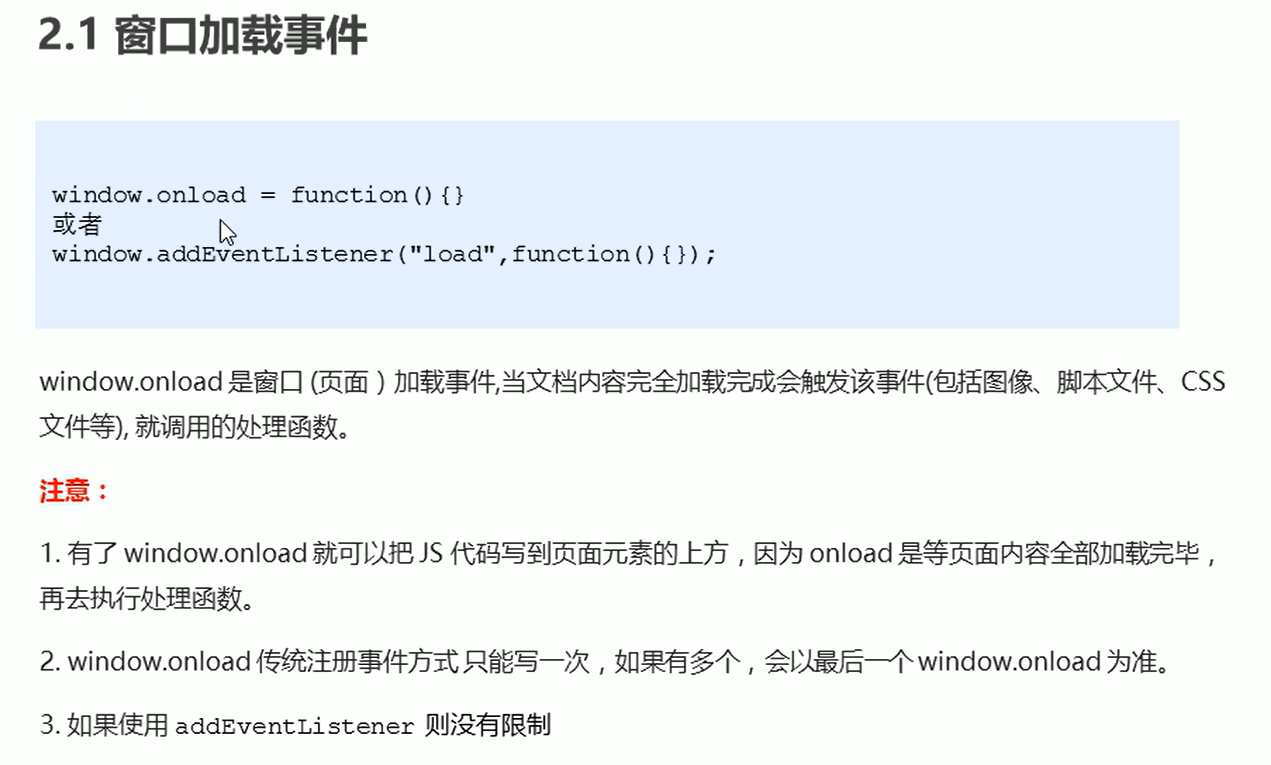 2.1 窗口加载事件
window.onload = function(){}
或者
window.addEventListener("load",function(){});
window.onload 是窗口 (页面）加载事件,当文档内容完全加载完成会触发该事件(包括图像、脚本文件、CSS
文件等), 就调用的处理函数。
注意：
1. 有了 window.onload 就可以把 JS 代码写到页面元素的上方，因为 onload 是等页面内容全部加载完毕，
再去执行处理函数。
2. window.onload 传统注册事件方式 只能写一次，如果有多个，会以最后一个 window.onload 为准。
3. 如果使用 addEventListener 则没有限制